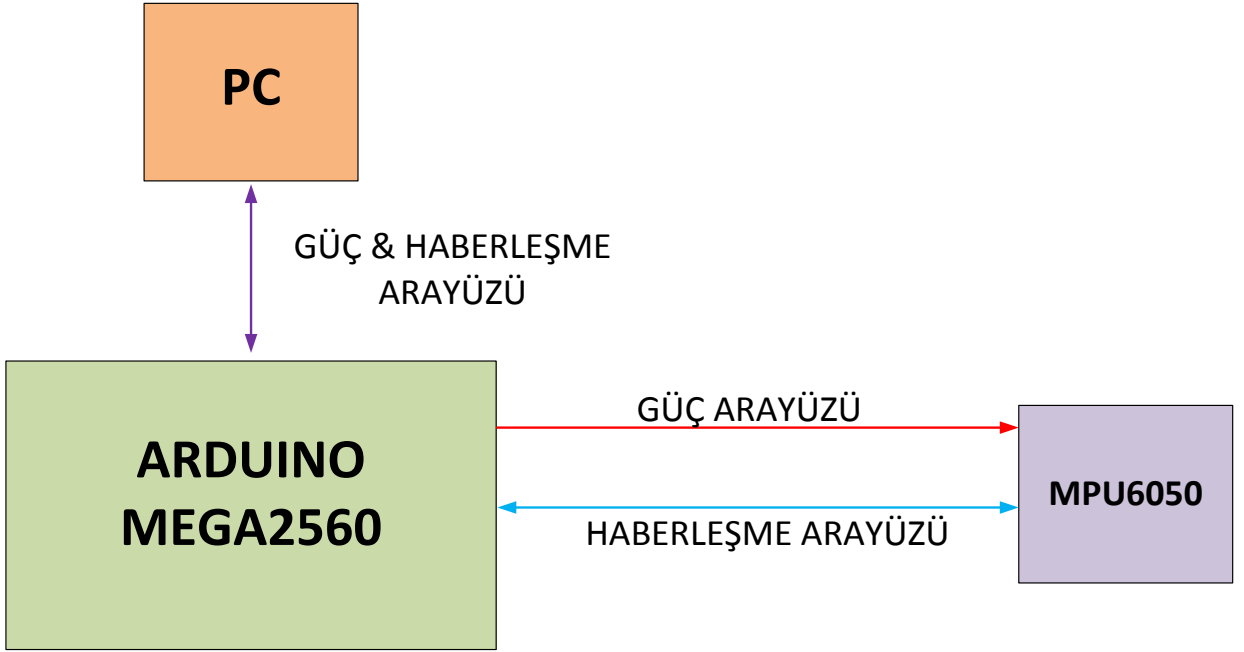 PC
GÜÇ & HABERLEŞME
ARAYÜZÜ
ARDUINO
MEGA2560
GÜÇ ARAYÜZÜ
HABERLEŞME ARAYÜZÜ
MPU6050